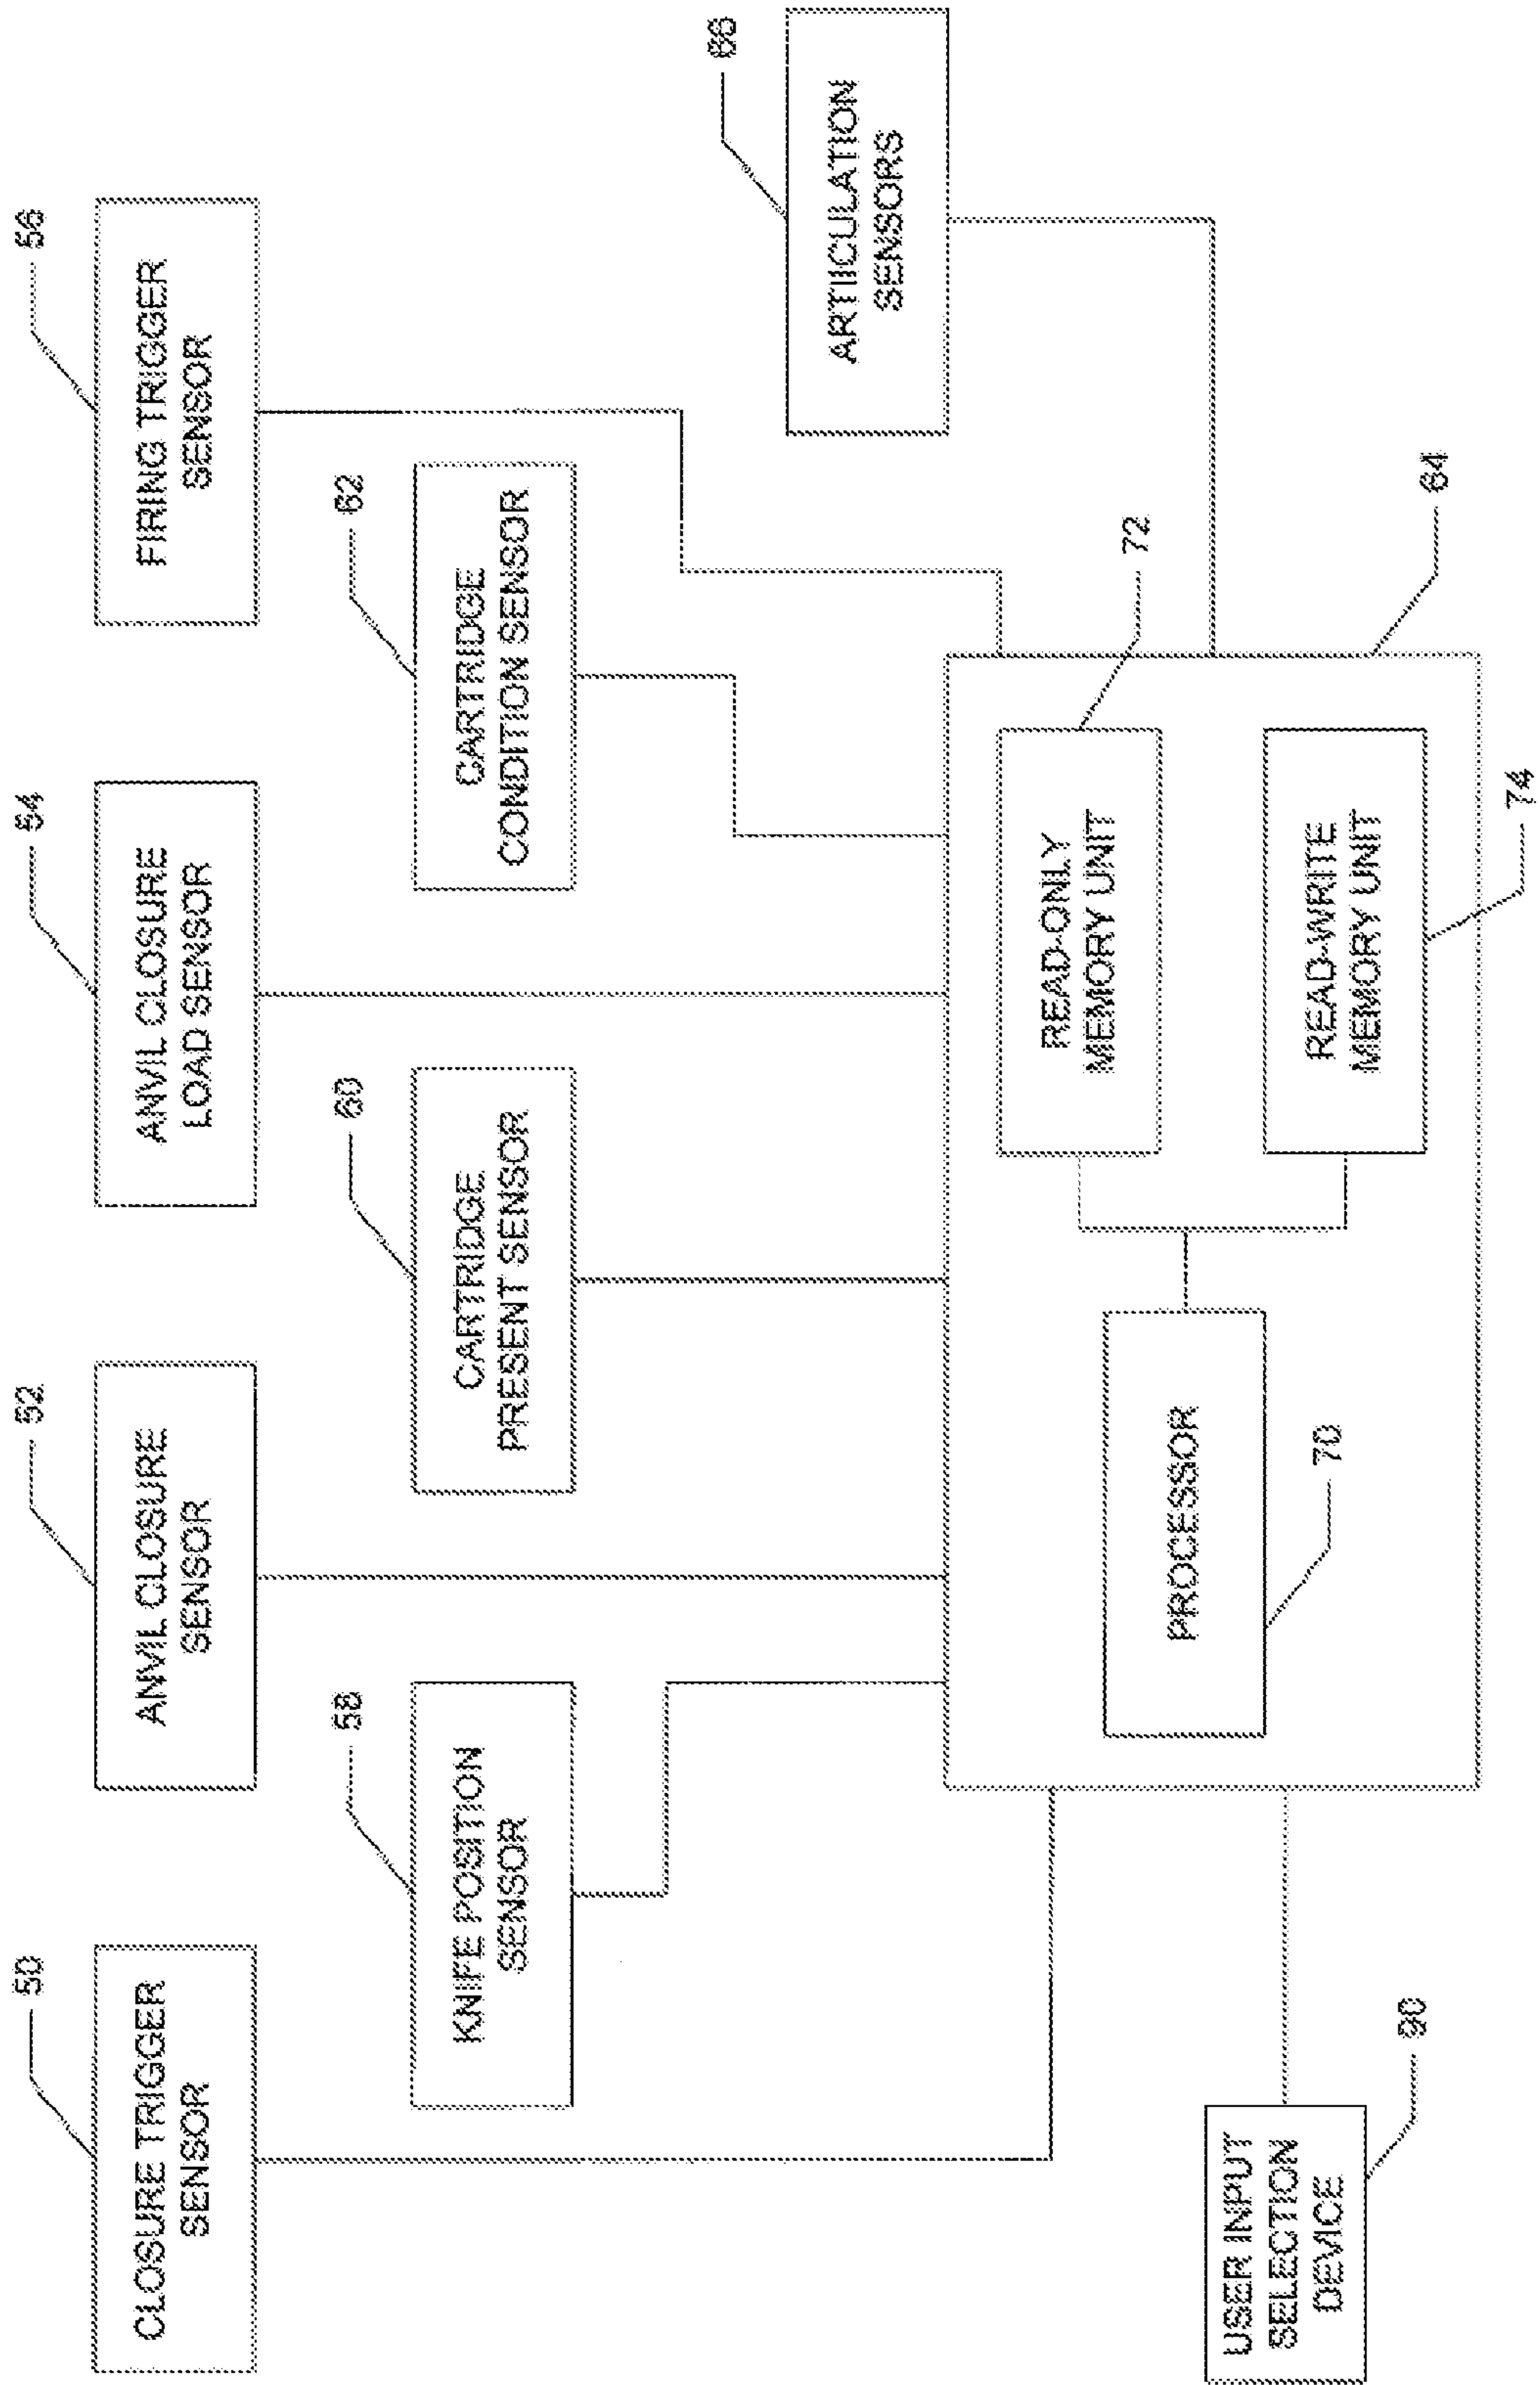 50
52
54
56
CLOSURE TRIGGER
SENSOR
ANVIL CLOSURE
SENSOR
ANVIL CLOSURE
LOAD SENSOR
FIRING TRIGGER
SENSOR
58
60
62
KNIFE POSITION
SENSOR
CARTRIDGE
PRESENT SENSOR
CARTRIDGE
CONDITION SENSOR
66
ARTIICULATION
SENSORS
72
READ-ONLY
MEMORY UNIT
64
PROCESSOR
70
READ-WRITE
MEMORY UNIT
74
USER INPUT
SELECTION
DEVICE
90